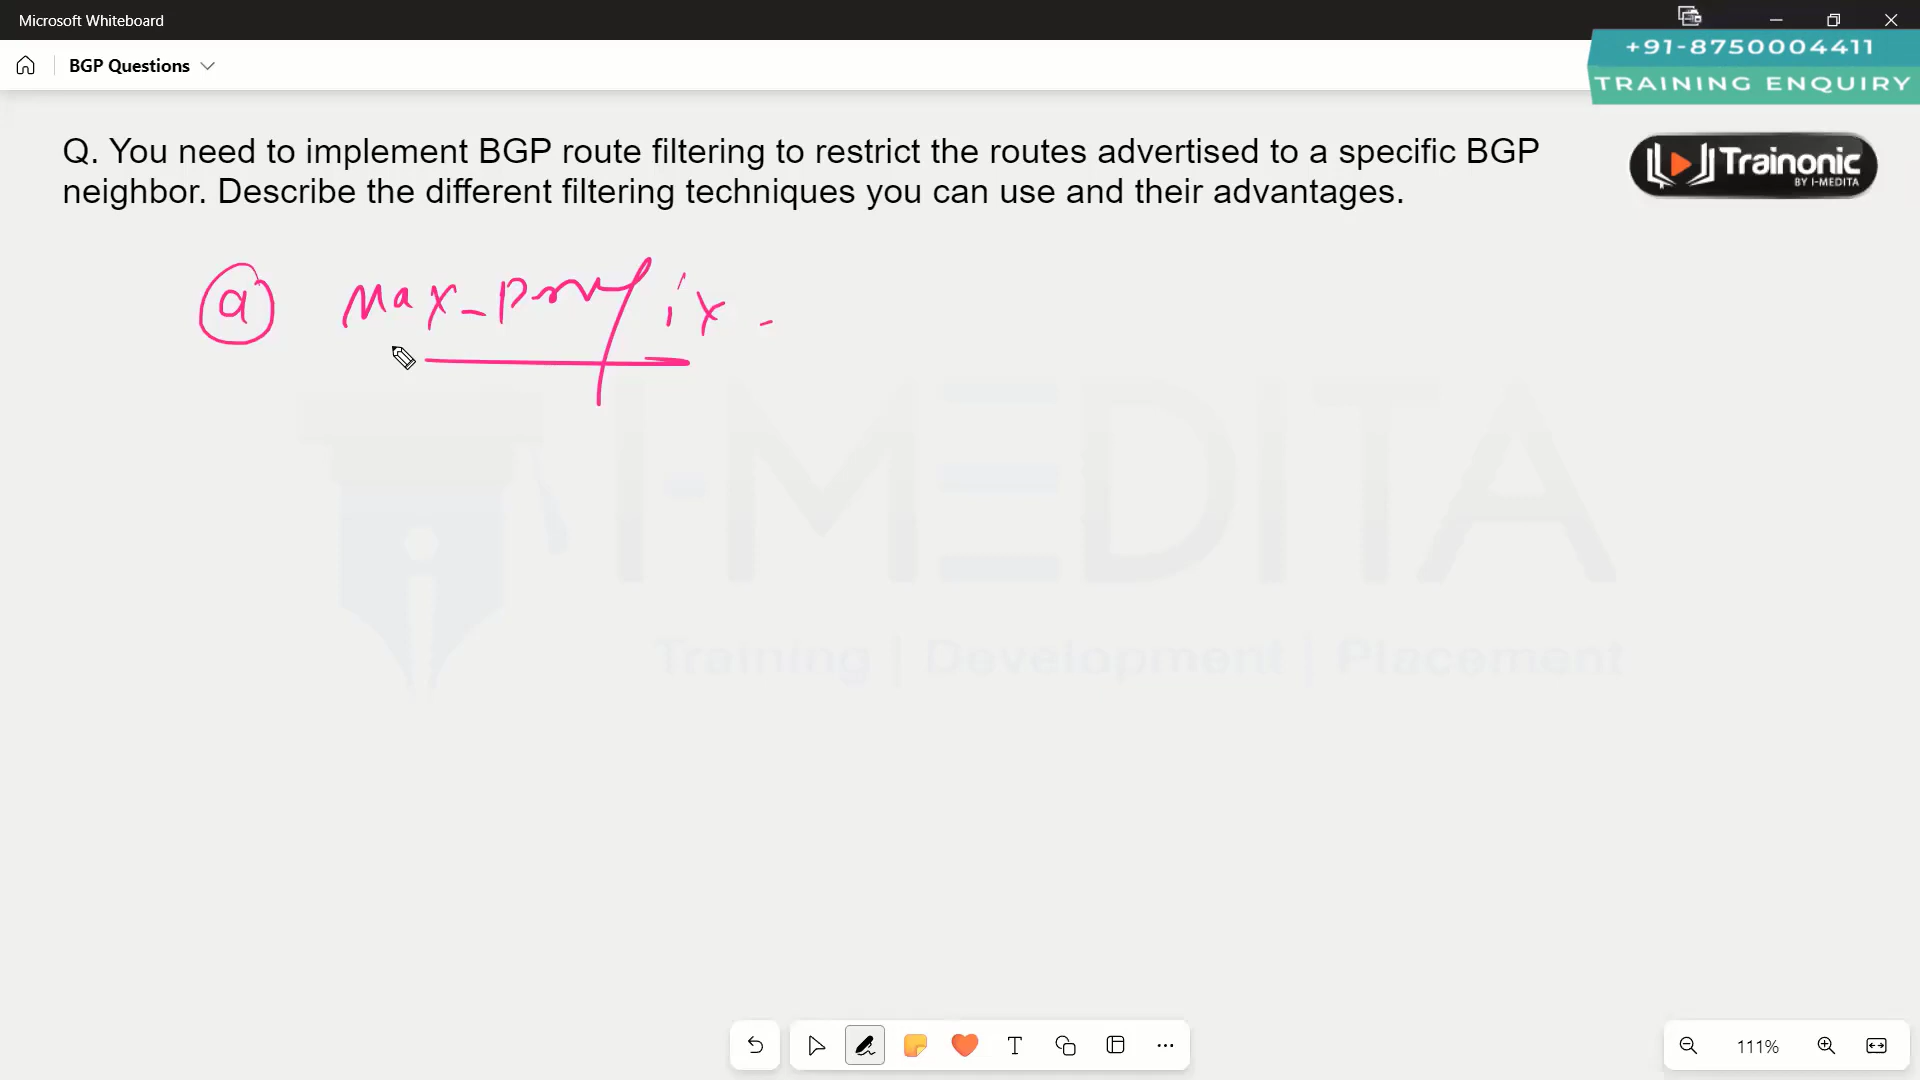 Microsoft Whiteboard
BGP Questions
+91-8750004411
TRAINING ENQUIRY
Q. You need to implement BGP route filtering to restrict the routes advertised to a specific BGP
neighbor. Describe the different filtering techniques you can use and their advantages.
Trainonic
BY I-MEDITA
a Max-Prefix -
I-MEDITA
Training | Development | Placement
111%